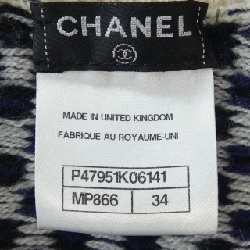 CHANEL
MADE IN UNITED KINGDOM
FABRIQUE AU ROYAUME-UNI
P47951K06141
MP866 34